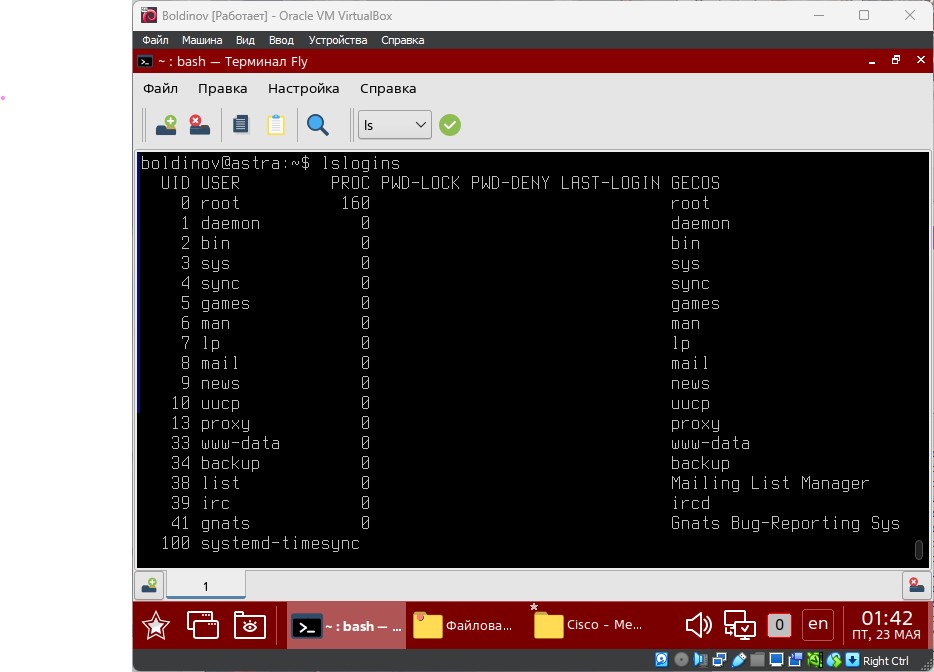 Boldinov [Работает] - Oracle VM VirtualBox
Файл Машина Вид Ввод Устройства Справка
~ : bash — Терминал Fly
Файл Правка Настройка Справка
ls
boldinov@astra:~$ lslogins
UID USER PROC PWD-LOCK PWD-DENY LAST-LOGIN GECOS
0 root 160 root
1 daemon 0 daemon
2 bin 0 bin
3 sys 0 sys
4 sync 0 sync
5 games 0 games
6 man 0 man
7 lp 0 lp
8 mail 0 mail
9 news 0 news
10 uucp 0 uucp
13 proxy 0 proxy
33 www-data 0 www-data
34 backup 0 backup
38 list 0 Mailing List Manager
39 irc 0 ircd
41 gnats 0 Gnats Bug-Reporting Sys
100 systemd-timesync
1
~ : bash — ...
Файлова...
* Cisco – Me...
0
en
01:42
ПТ, 23 МАЯ
Right Ctrl